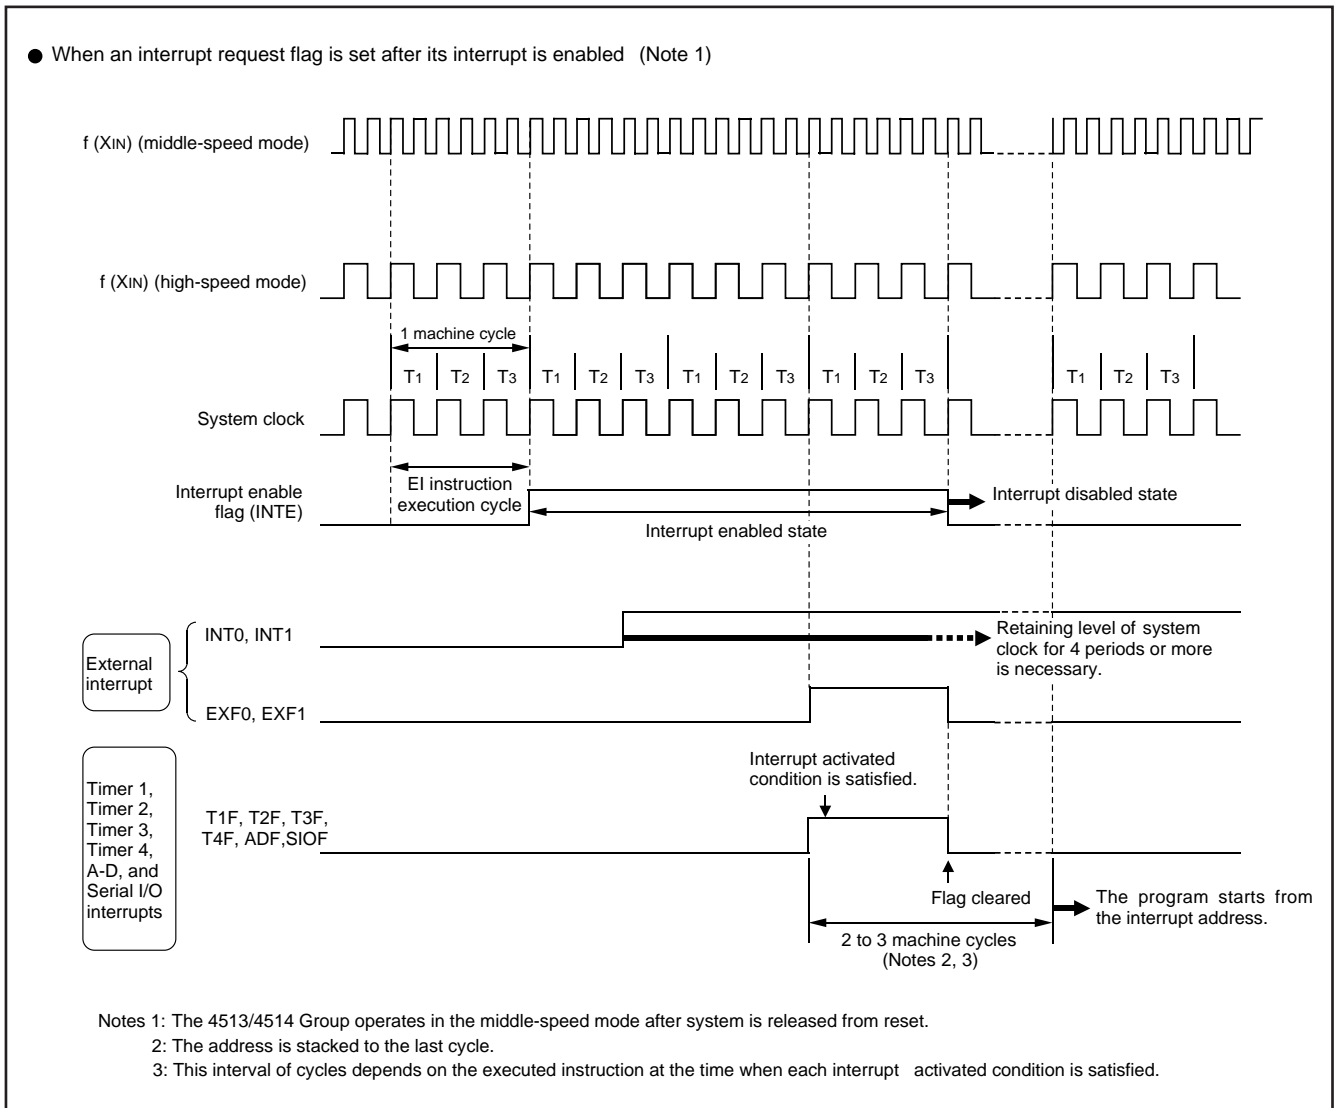 ● When an interrupt request flag is set after its interrupt is enabled (Note 1)
f (XIN) (middle-speed mode)
f (XIN) (high-speed mode)
1 machine cycle
T1 T2 T3 T1 T2 T3 T1 T2 T3 T1 T2 T3 T1 T2 T3
System clock
EI instruction
execution cycle
Interrupt enable
flag (INTE)
Interrupt enabled state
Interrupt disabled state
External
interrupt
INT0, INT1
Retaining level of system
clock for 4 periods or more
is necessary.
EXF0, EXF1
Timer 1,
Timer 2,
Timer 3,
Timer 4,
A-D, and
Serial I/O
interrupts
T1F, T2F, T3F,
T4F, ADF,SIOF
Interrupt activated
condition is satisfied.
Flag cleared
2 to 3 machine cycles
(Notes 2, 3)
The program starts from
the interrupt address.
Notes 1: The 4513/4514 Group operates in the middle-speed mode after system is released from reset.
2: The address is stacked to the last cycle.
3: This interval of cycles depends on the executed instruction at the time when each interrupt activated condition is satisfied.